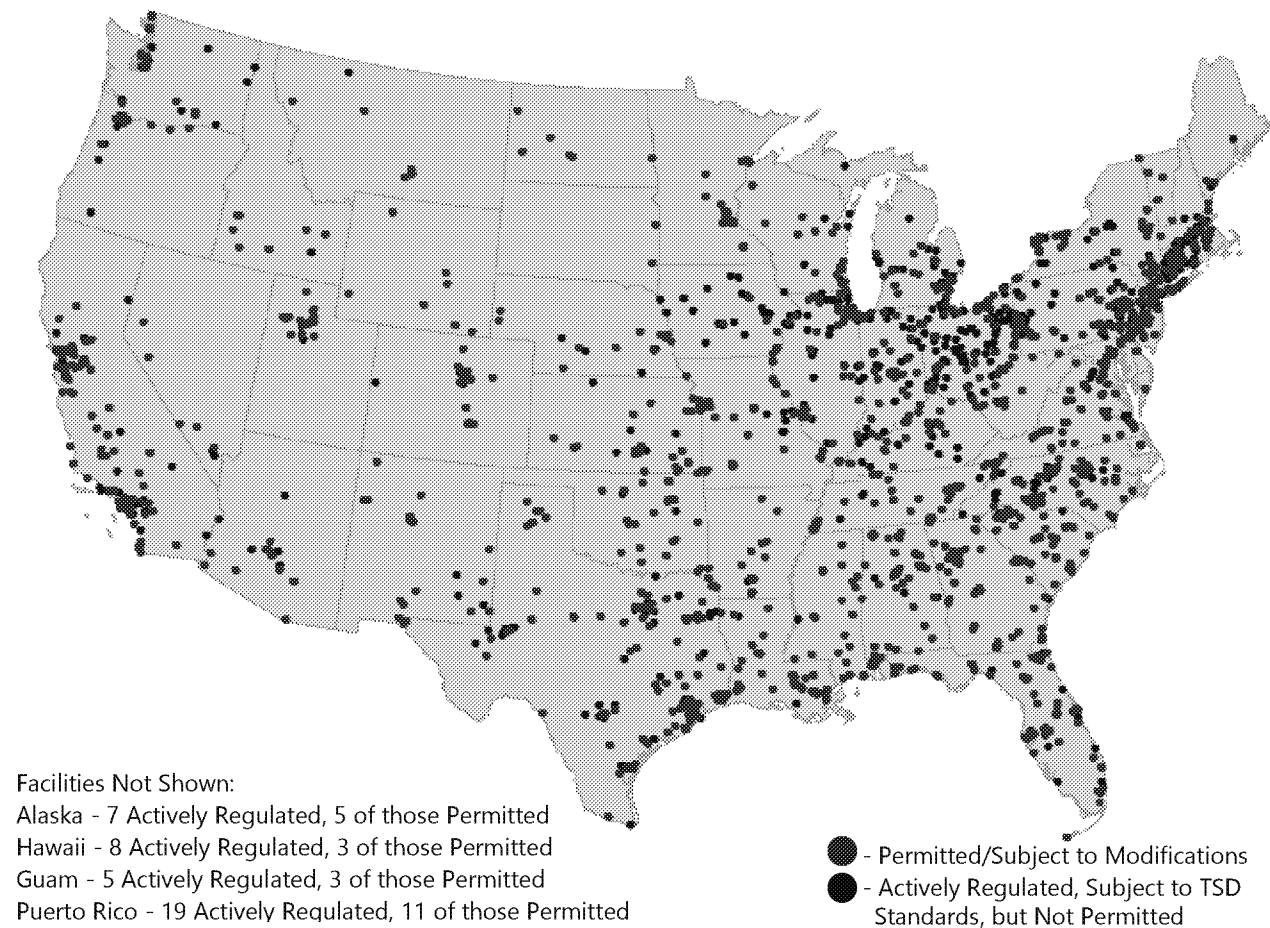 Facilities Not Shown:
Alaska - 7 Actively Regulated, 5 of those Permitted
Hawaii - 8 Actively Regulated, 3 of those Permitted
Guam - 5 Actively Regulated, 3 of those Permitted
Puerto Rico - 19 Actively Regulated, 11 of those Permitted
- Permitted/Subject to Modifications
- Actively Regulated, Subject to TSD
Standards, but Not Permitted